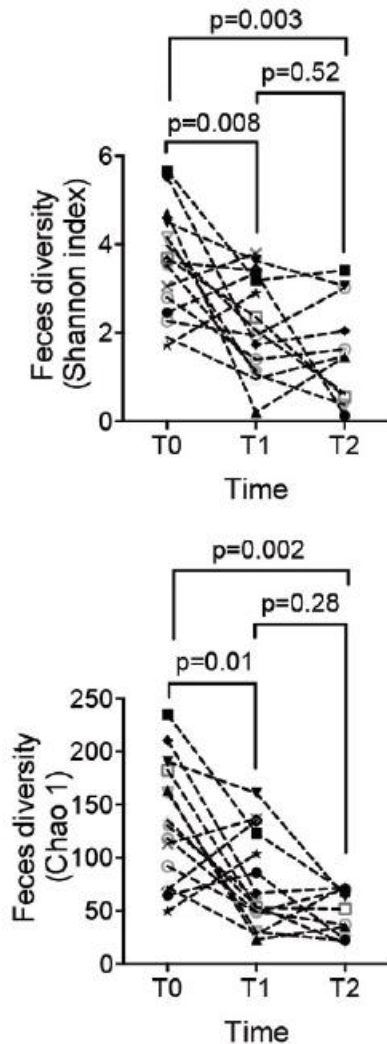 p=0.003
p=0.52
p=0.008
Feces diversity
(Shannon index)
6
4
2
0
T0 T1 T2
Time
p=0.002
p=0.28
p=0.01
Feces diversity
(Chao 1)
250
200
150
100
50
0
T0 T1 T2
Time